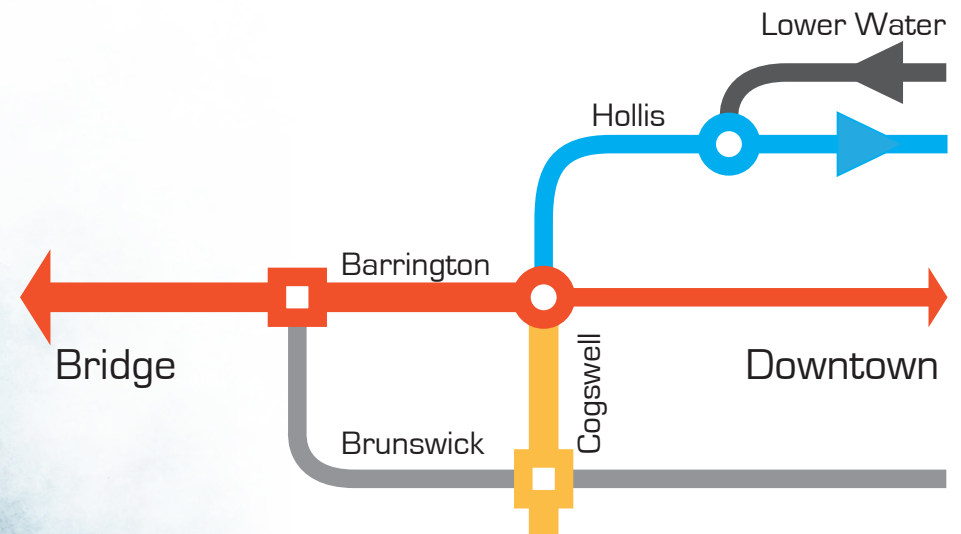 Lower Water
Hollis
Barrington
Bridge
Cogswell
Downtown
Brunswick